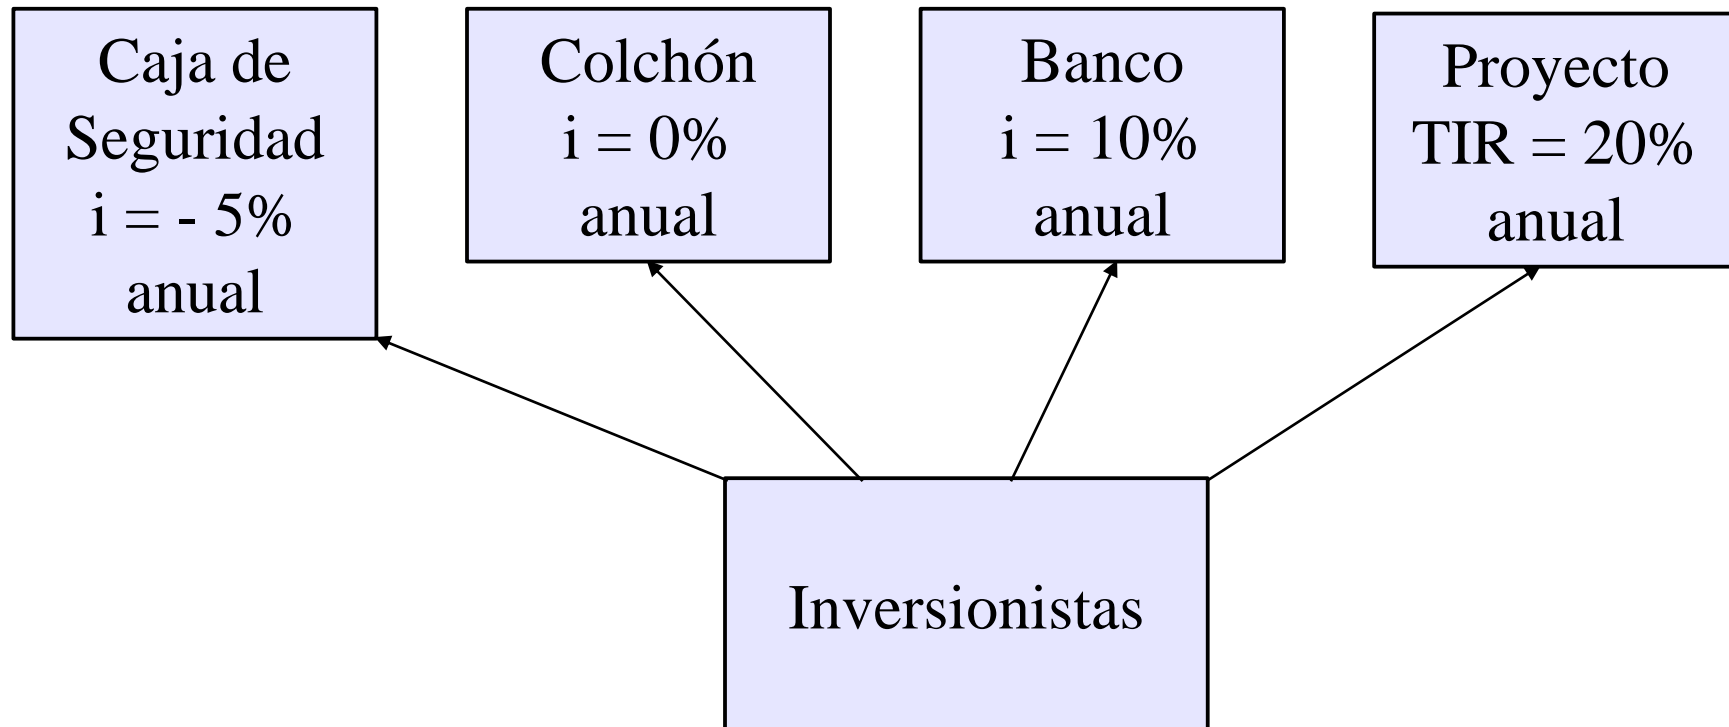 Caja de
Seguridad
i = - 5%
anual
Colchón
i = 0%
anual
Banco
i = 10%
anual
Proyecto
TIR = 20%
anual
Inversionistas